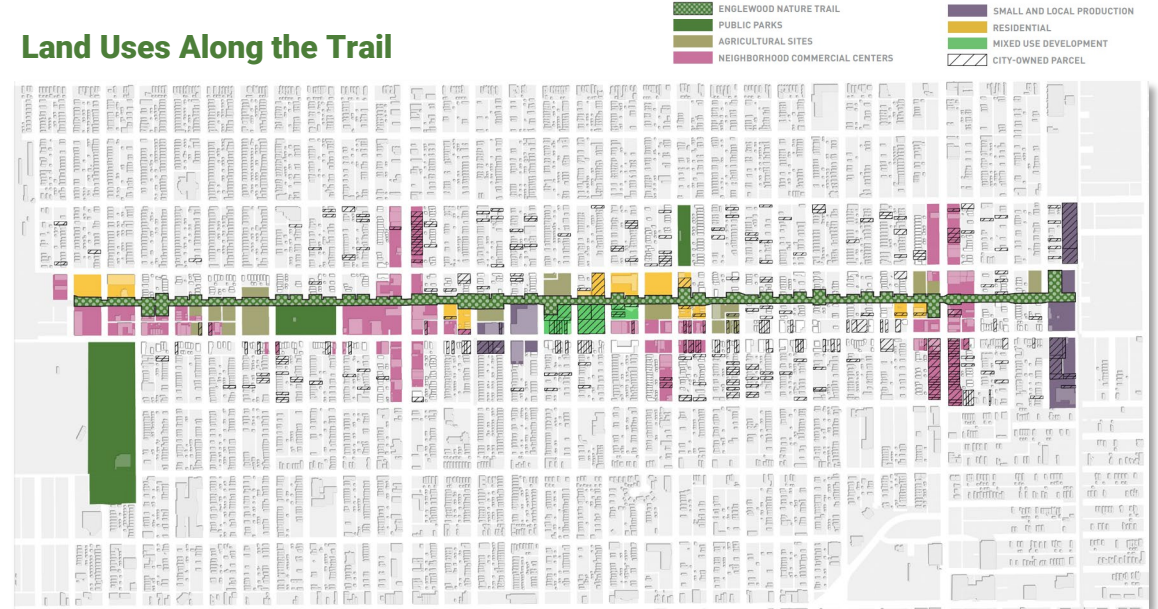 Land Uses Along the Trail
ENGLEWOOD NATURE TRAIL
PUBLIC PARKS
AGRICULTURAL SITES
NEIGHBORHOOD COMMERCIAL CENTERS
SMALL AND LOCAL PRODUCTION
RESIDENTIAL
MIXED USE DEVELOPMENT
CITY-OWNED PARCEL